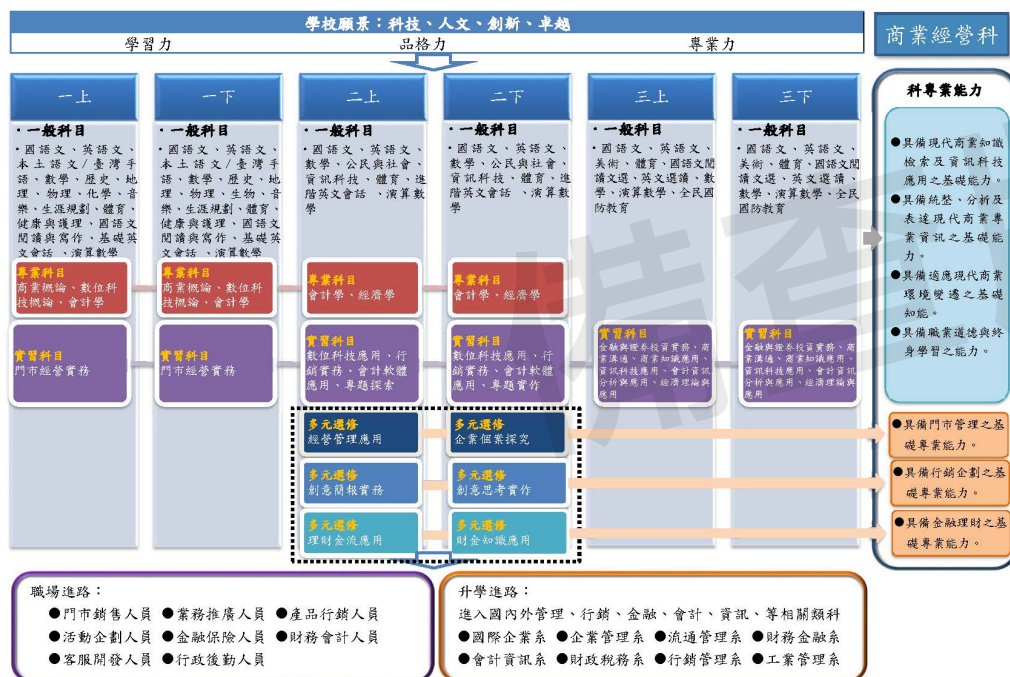 學校願景：科技、人文、創新、卓越
學習力 品格力 專業力
商業經營科
一上
‧一般科目
‧國語文、英語文、
本土語文/臺灣手
語、數學、歷史、地
理、物理、化學、音
樂、生涯規劃、體育、
健康與護理、國語文
閱讀與寫作、基礎英
文會話 、演算數學
專業科目
商業概論、數位科
技概論、會計學
實習科目
門市經營實務
一下
‧一般科目
‧國語文、英語文、
本土語文/臺灣手
語、數學、歷史、地
理、物理、生物、音
樂、生涯規劃、體育、
健康與護理、國語文
閱讀與寫作、基礎英
文會話 、演算數學
專業科目
商業概論、數位科
技概論、會計學
實習科目
門市經營實務
二上
‧一般科目
‧國語文、英語文、
數學、公民與社會、
資訊科技、體育、進
階英文會話 、演算數
學
專業科目
會計學、經濟學
實習科目
數位科技應用、行
銷實務、會計軟體
應用、專題探索
多元選修
經營管理應用
多元選修
創意簡報實務
多元選修
理財金流應用
二下
‧一般科目
‧國語文、英語文、
數學、公民與社會、
資訊科技、體育、進
階英文會話 、演算數
學
專業科目
會計學、經濟學
實習科目
數位科技應用、行
銷實務、會計軟體
應用、專題實作
多元選修
企業個案探究
多元選修
創意思考實作
多元選修
財金知識應用
三上
‧一般科目
‧國語文、英語文、
美術、體育、國語文閱
讀文選、英文選讀、數
學、演算數學、全民國
防教育
實習科目
金融與證券投資實務、商
業溝通、商業知識應用、
資訊科技應用、會計資訊
分析與應用、經濟理論與
應用
三下
‧一般科目
‧國語文、英語文、
美術、體育、國語文閱
讀文選、英文選讀、
數學、演算數學、全民
國防教育
實習科目
金融與證券投資實務、商
業溝通、商業知識應用、
資訊科技應用、會計資訊
分析與應用、經濟理論與
應用
科專業能力
●具備現代商業知識
檢索及資訊科技
應用之基礎能力。
●具備統整、分析及
表達現代商業專
業資訊之基礎能
力。
●具備適應現代商業
環境變遷之基礎
知能。
●具備職業道德與終
身學習之能力。
●具備門市管理之基
礎專業能力。
●具備行銷企劃之基
礎專業能力。
●具備金融理財之基
礎專業能力。
職場進路：
●門市銷售人員 ●業務推廣人員 ●產品行銷人員
●活動企劃人員 ●金融保險人員 ●財務會計人員
●客服開發人員 ●行政後勤人員
升學進路：
進入國內外管理、行銷、金融、會計、資訊、等相關類科
●國際企業系 ●企業管理系 ●流通管理系 ●財務金融系
●會計資訊系 ●財政稅務系 ●行銷管理系 ●工業管理系
備查